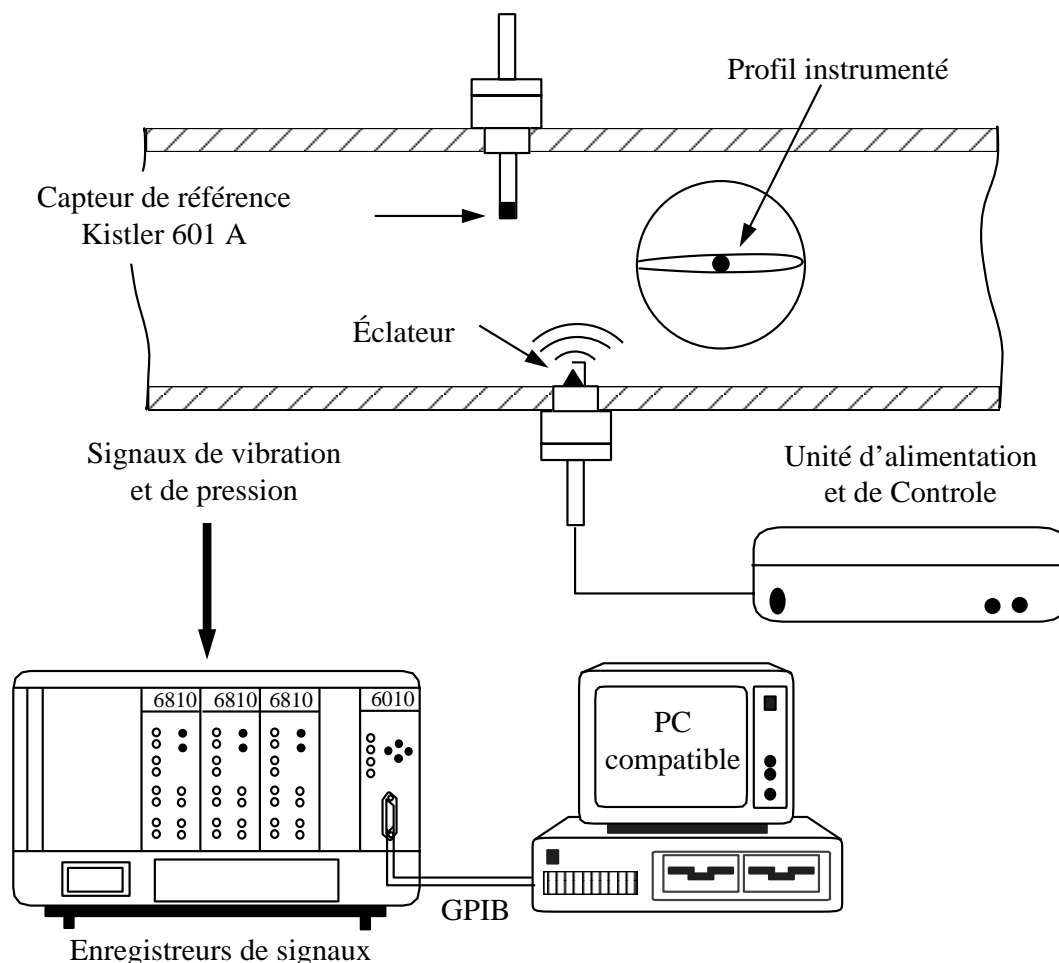 Profil instrumenté
Capteur de référence
Kistler 601 A
Éclateur
Signaux de vibration
et de pression
Unité d’alimentation
et de Controle
6810 6810 6810 6010
PC
compatible
GPIB
Enregistreurs de signaux